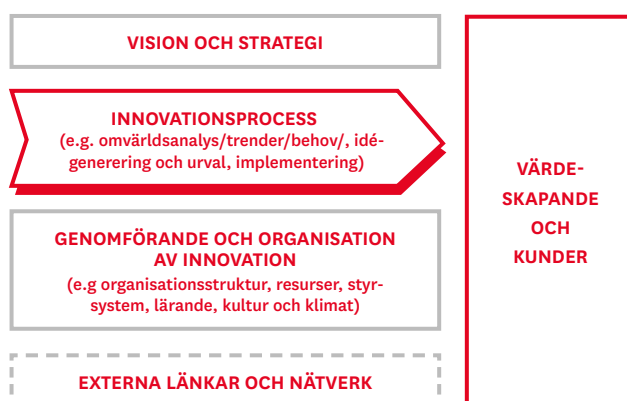 VISION OCH STRATEGI
INNOVATIONSPROCESS
(e.g. omvärldsanalys/trender/behov/, idé-
generering och urval, implementering)
GENOMFÖRANDE OCH ORGANISATION
AV INNOVATION
(e.g organisationsstruktur, resurser, styr-
system, lärande, kultur och klimat)
EXTERNA LÄNKAR OCH NÄTVERK
VÄRDE-
SKAPANDE
OCH
KUNDER